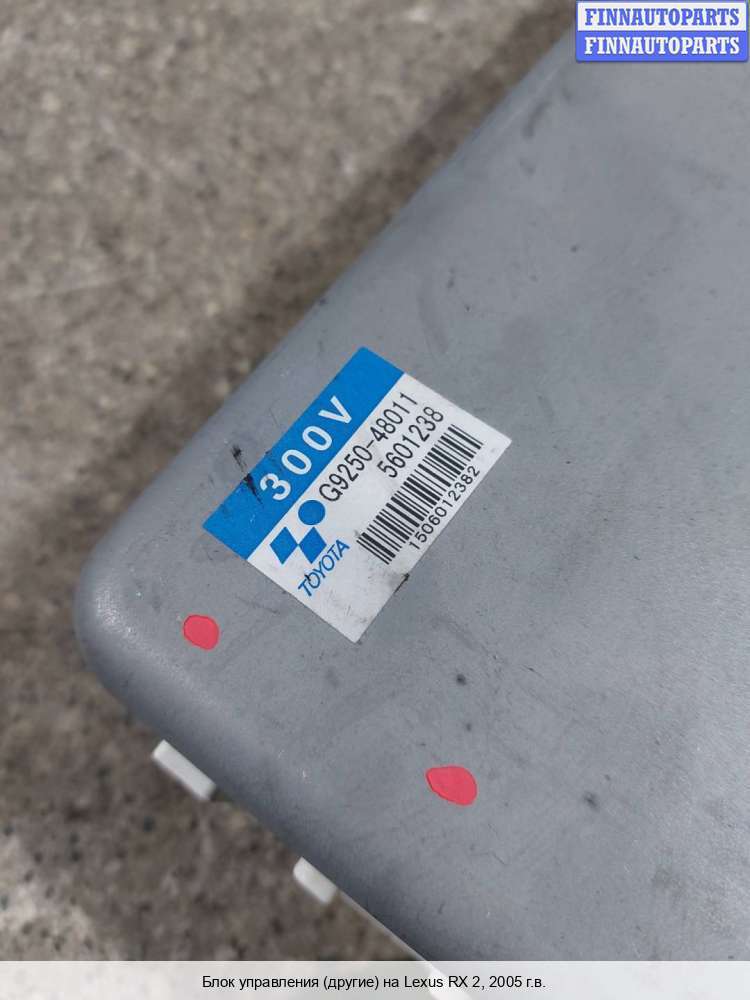 FINNAUTOPARTS
FINNAUTOPARTS
300V
G9250-48011
5601238
1506012382
TOYOTA
Блок управления (другие) на Lexus RX 2, 2005 г.в.